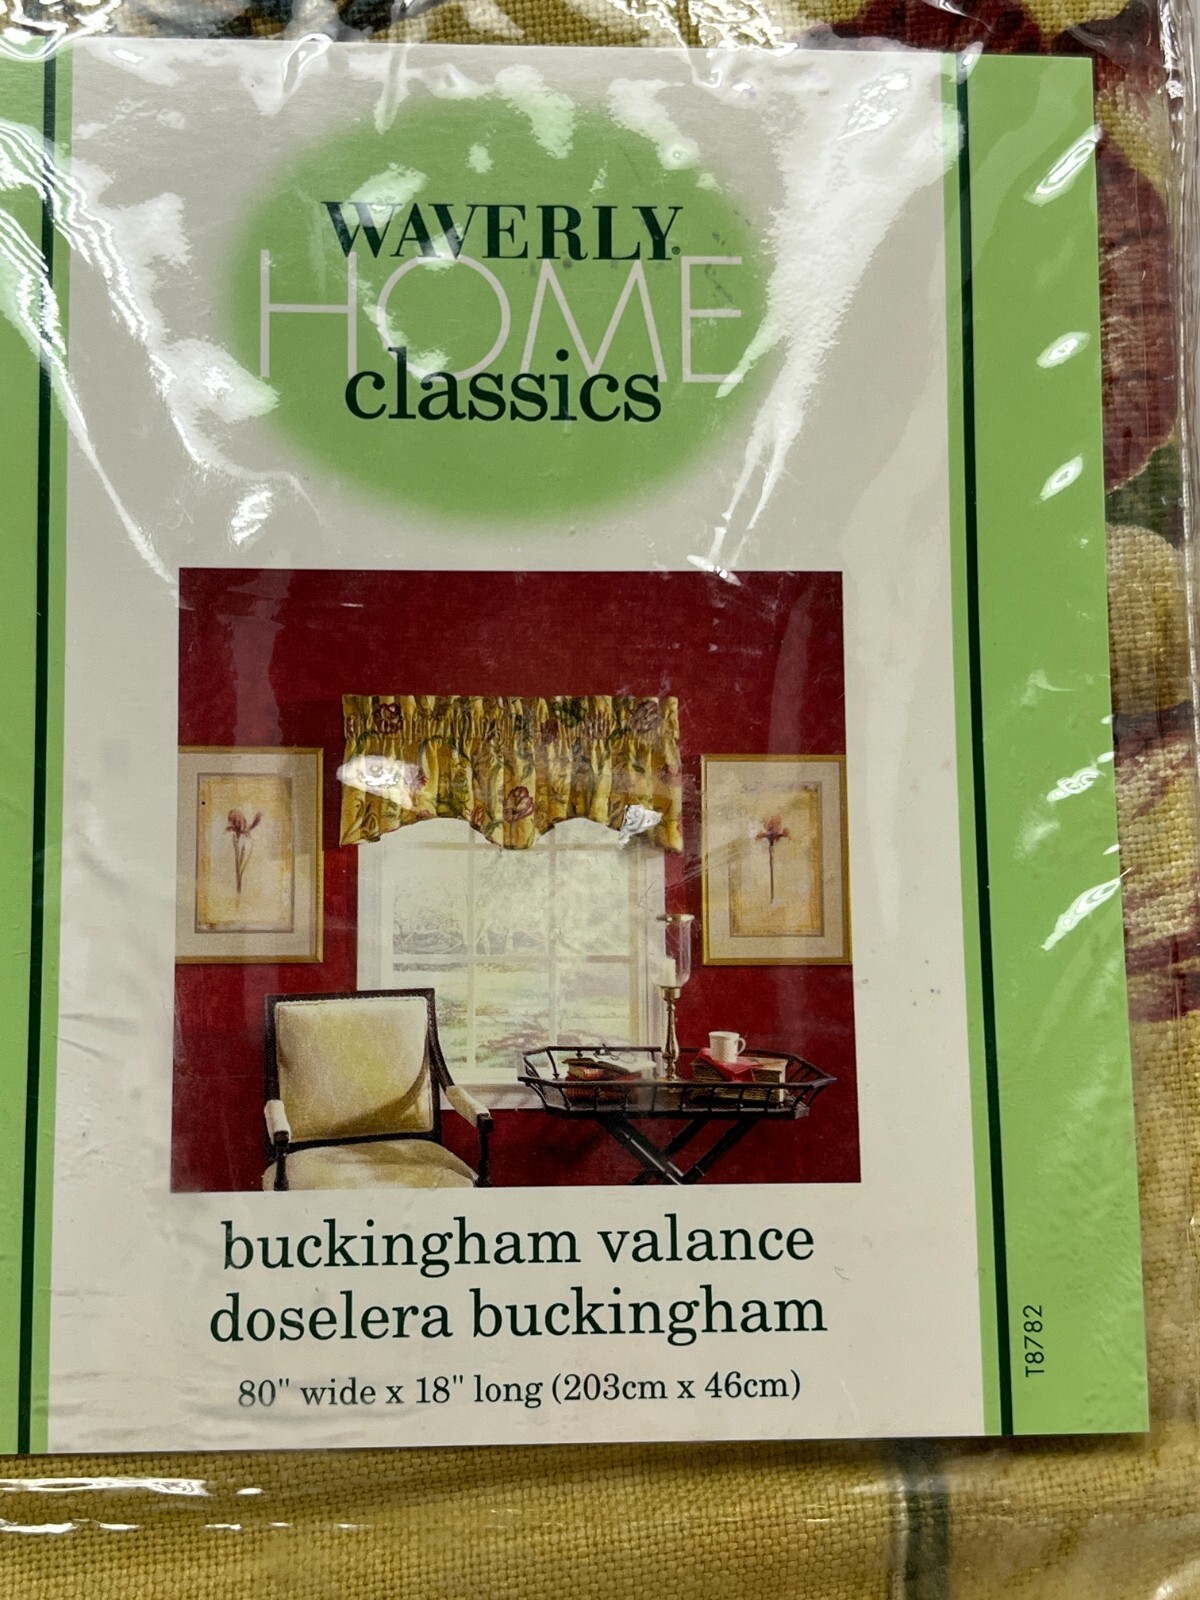 WAVERLY®
HOME
classics
buckingham valance
doselera buckingham
80" wide x 18" long (203cm x 46cm)
T8782